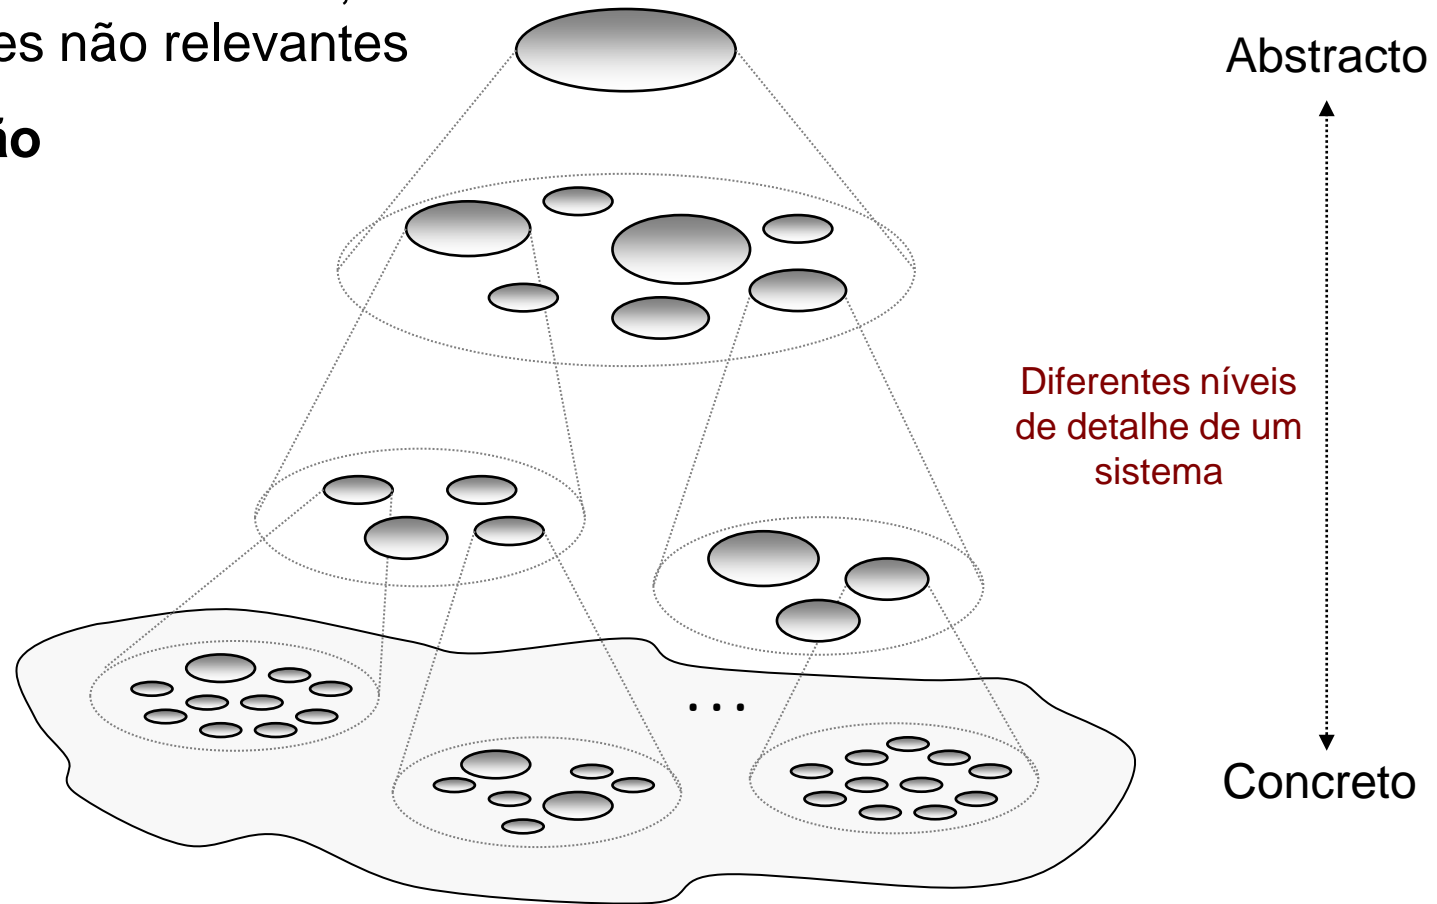 es não relevantes
ão
Abstracto
Diferentes níveis
de detalhe de um
sistema
...
Concreto